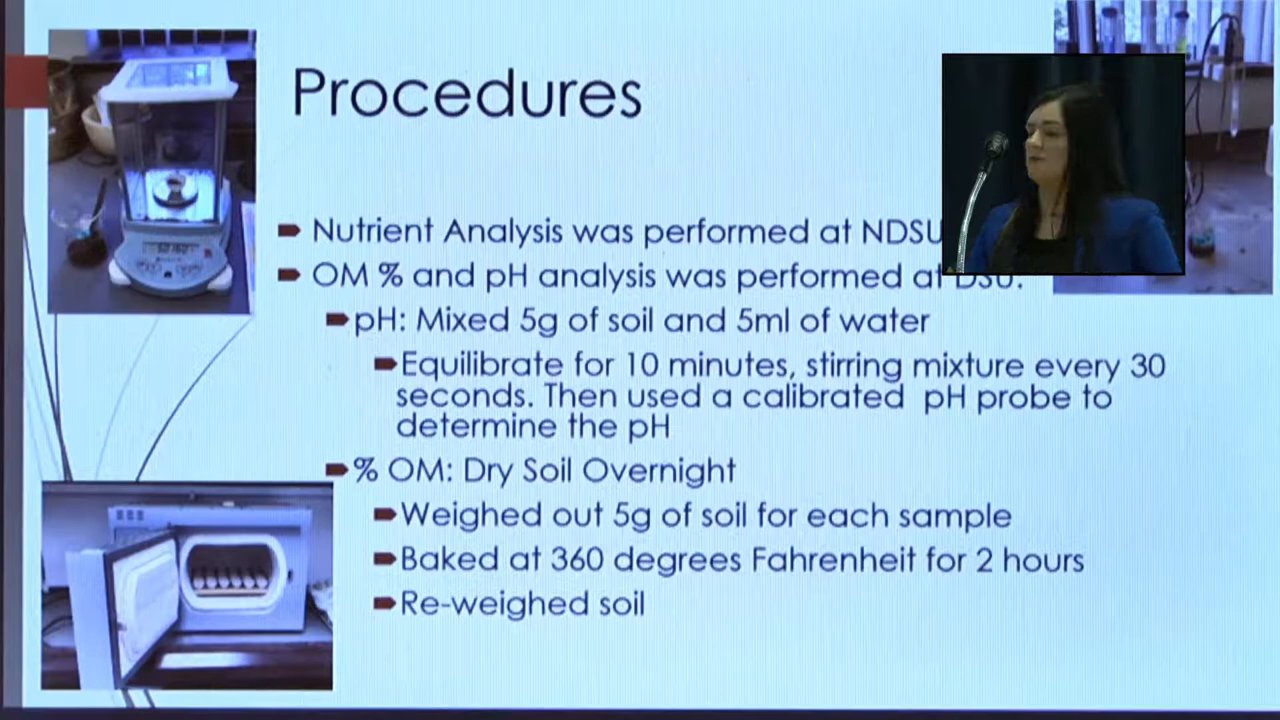 Procedures
Nutrient Analysis was performed at NDSU
OM % and pH analysis was performed at DSU.
pH: Mixed 5g of soil and 5ml of water
Equilibrate for 10 minutes, stirring mixture every 30
seconds. Then used a calibrated pH probe to
determine the pH
% OM: Dry Soil Overnight
Weighed out 5g of soil for each sample
Baked at 360 degrees Fahrenheit for 2 hours
Re-weighed soil